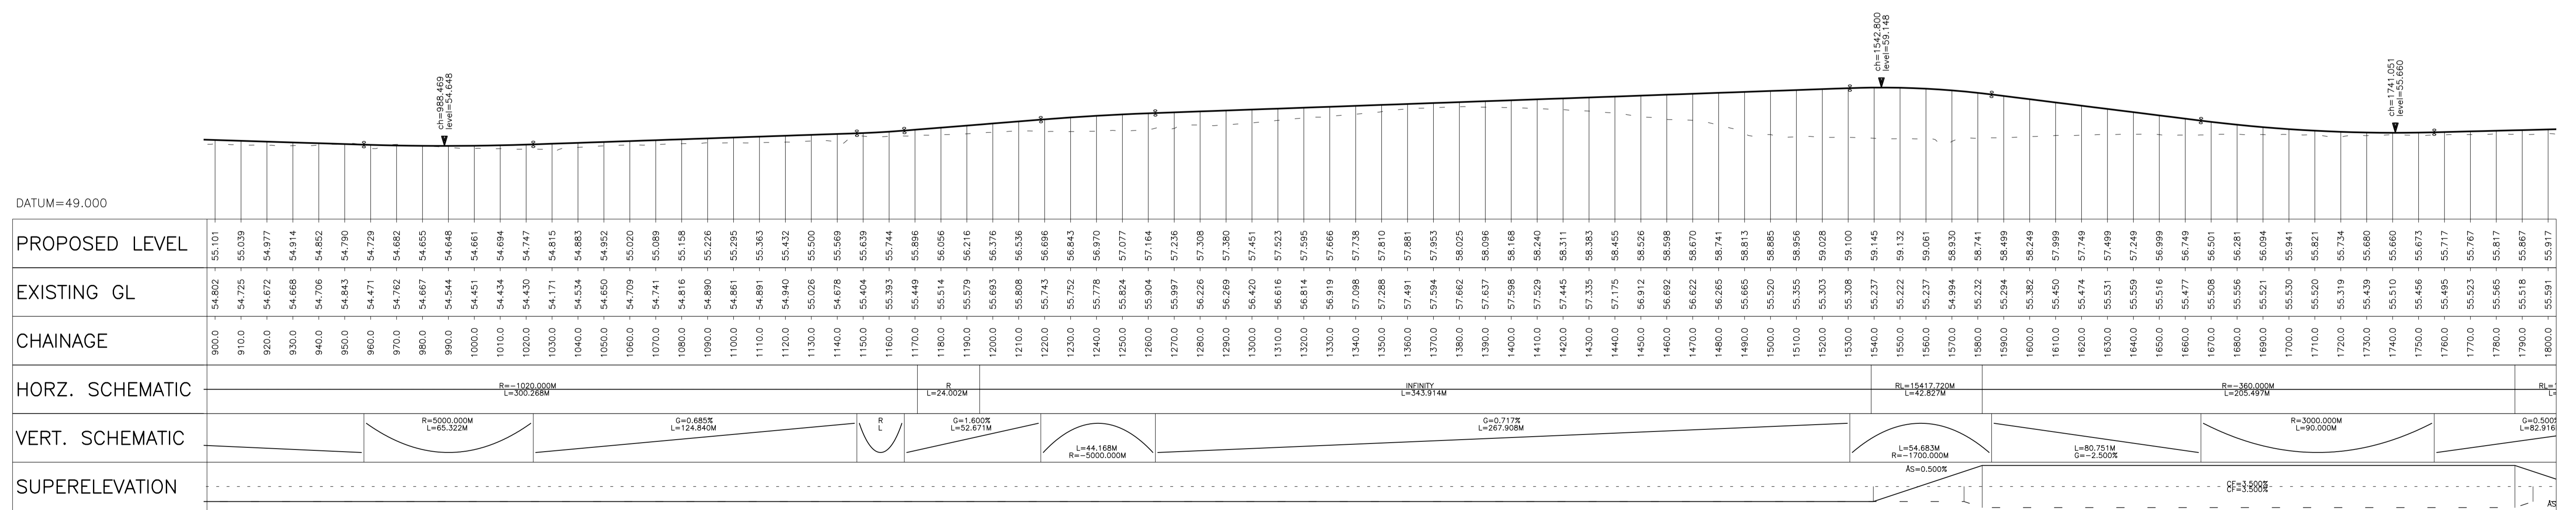 ch=988.469
level=54.648
ch=1542.800
level=59.148
ch=1741.051
level=55.660
DATUM=49.000
PROPOSED LEVEL 55.101 55.039 54.977 54.914 54.852 54.790 54.729 54.682 54.655 54.648 54.661 54.694 54.747 54.815 54.883 54.952 55.020 55.089 55.158 55.226 55.295 55.363 55.432 55.500 55.569 55.639 55.744 55.896 56.056 56.216 56.376 56.536 56.696 56.843 56.970 57.077 57.164 57.236 57.308 57.380 57.451 57.523 57.595 57.666 57.738 57.810 57.881 57.953 58.025 58.096 58.168 58.240 58.311 58.383 58.455 58.526 58.598 58.670 58.741 58.813 58.885 58.956 59.028 59.100 59.145 59.132 59.061 58.930 58.741 58.499 58.249 57.999 57.749 57.499 57.249 56.999 56.749 56.501 56.281 56.094 55.941 55.821 55.734 55.680 55.660 55.673 55.717 55.767 55.817 55.867 55.917
EXISTING GL 54.802 54.725 54.672 54.668 54.706 54.843 54.471 54.762 54.667 54.544 54.451 54.434 54.430 54.171 54.534 54.650 54.709 54.741 54.816 54.890 54.861 54.891 54.940 55.026 54.678 55.404 55.393 55.449 55.514 55.579 55.693 55.808 55.743 55.752 55.778 55.824 55.904 55.997 56.226 56.269 56.420 56.616 56.814 56.919 57.098 57.288 57.491 57.594 57.662 57.637 57.598 57.529 57.445 57.335 57.175 56.912 56.692 56.622 56.265 55.665 55.520 55.355 55.303 55.308 55.237 55.222 55.237 54.994 55.232 55.294 55.382 55.450 55.474 55.531 55.559 55.516 55.477 55.508 55.556 55.521 55.530 55.520 55.319 55.439 55.510 55.456 55.495 55.523 55.565 55.518 55.591
CHAINAGE 900.0 910.0 920.0 930.0 940.0 950.0 960.0 970.0 980.0 990.0 1000.0 1010.0 1020.0 1030.0 1040.0 1050.0 1060.0 1070.0 1080.0 1090.0 1100.0 1110.0 1120.0 1130.0 1140.0 1150.0 1160.0 1170.0 1180.0 1190.0 1200.0 1210.0 1220.0 1230.0 1240.0 1250.0 1260.0 1270.0 1280.0 1290.0 1300.0 1310.0 1320.0 1330.0 1340.0 1350.0 1360.0 1370.0 1380.0 1390.0 1400.0 1410.0 1420.0 1430.0 1440.0 1450.0 1460.0 1470.0 1480.0 1490.0 1500.0 1510.0 1520.0 1530.0 1540.0 1550.0 1560.0 1570.0 1580.0 1590.0 1600.0 1610.0 1620.0 1630.0 1640.0 1650.0 1660.0 1670.0 1680.0 1690.0 1700.0 1710.0 1720.0 1730.0 1740.0 1750.0 1760.0 1770.0 1780.0 1790.0 1800.0
HORZ. SCHEMATIC
R=-1020.000M
L=300.268M
R
L=24.002M
INFINITY
L=343.914M
RL=15417.720M
L=42.827M
R=-360.000M
L=205.497M
VERT. SCHEMATIC
R=5000.000M
L=65.322M
G=0.685%
L=124.840M
R
L
G=1.600%
L=52.671M
L=44.168M
R=-5000.000M
G=0.717%
L=267.908M
L=54.683M
R=-1700.000M
L=80.751M
G=-2.500%
R=3000.000M
L=90.000M
G=0.500
L=82.916
SUPERELEVATION
ÄS=0.500%
CF=3.500%
CF=3.500%